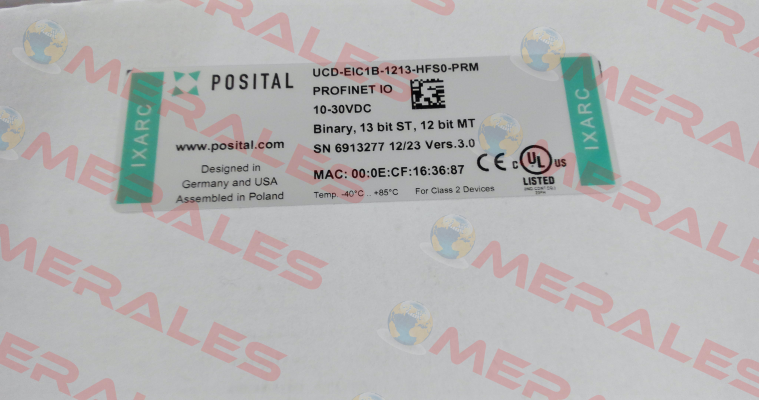 IXARC
POSITAL
www.posital.com
Designed in
Germany and USA
Assembled in Poland
UCD-EIC1B-1213-HFS0-PRM
PROFINET IO
10-30VDC
Binary, 13 bit ST, 12 bit MT
SN 6913277 12/23 Vers.3.0
MAC: 00:0E:CF:16:36:87
Temp. -40°C .. +85°C For Class 2 Devices
CE c UL US
LISTED
IXARC
MERALES
OMERALES
MERALES
OMERALES